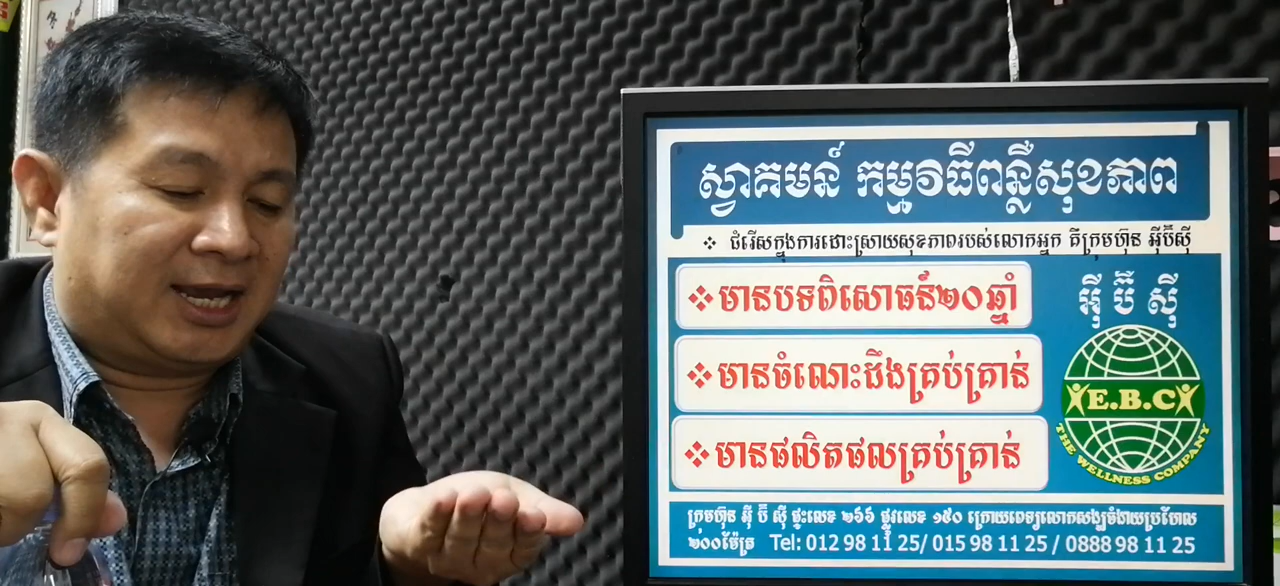 ស្វាគមន៍ កម្មវិធីពន្លឺសុខភាព
❖ ជំរើសក្នុងការដោះស្រាយសុខភាពរបស់លោកអ្នក គឺក្រុមហ៊ុន អ៊ីប៊ីស៊ី
❖មានបទពិសោធន៍២០ឆ្នាំ
❖មានចំណេះដឹងគ្រប់គ្រាន់
❖មានផលិតផលគ្រប់គ្រាន់
អ៊ី ប៊ី ស៊ី
E.B.C
THE WELLNESS COMPANY
ក្រុមហ៊ុន អ៊ី ប៊ី ស៊ី ផ្ទះលេខ ២៦៦ ផ្លូវលេខ ១៥០ ក្រោយពេទ្យលោកសង្ឃចំងាយប្រហែល
២០០ម៉ែត្រ Tel: 012 98 11 25/ 015 98 11 25 / 0888 98 11 25